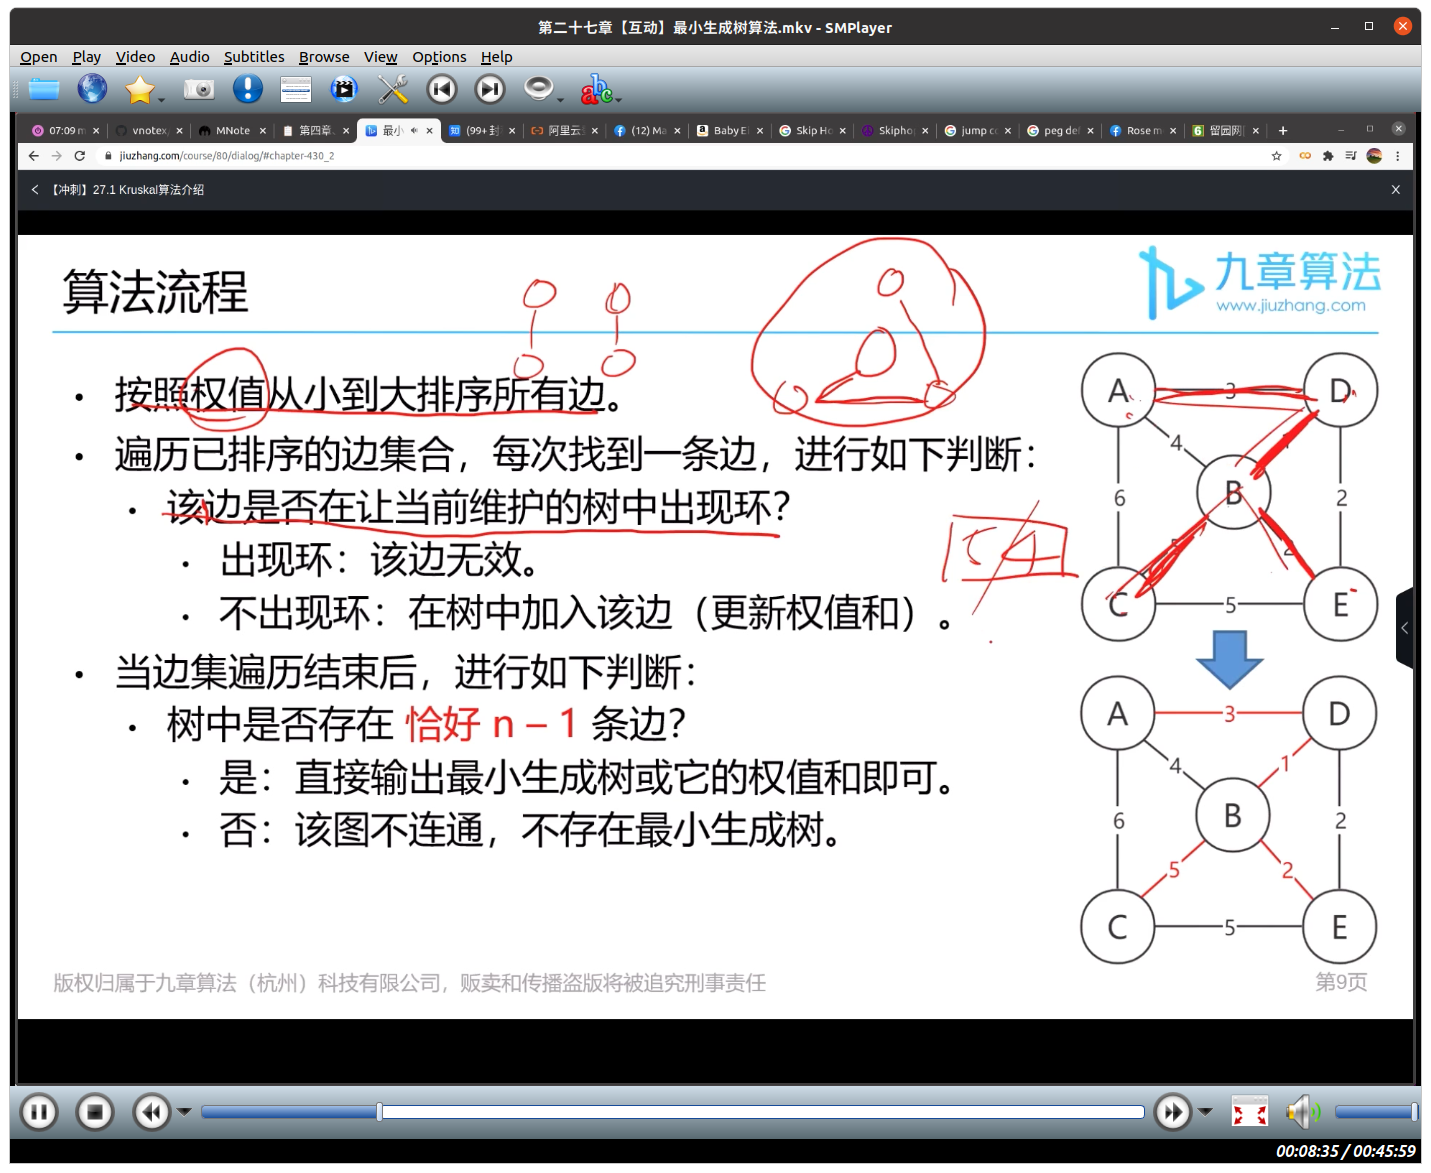 第二十七章【互动】最小生成树算法.mkv - SMPlayer
Open Play Video Audio Subtitles Browse View Options Help
07:09 m
vnotex/
MNote
第四章.
最小
(99+ 封
阿里云
(12) Ma
Baby Ei
Skip Ho
Skiphop
jump co
peg def
Rose m
留园网
jiuzhang.com/course/80/dialog/#chapter-430_2
【冲刺】27.1 Kruskal算法介绍
算法流程
九章算法
www.jiuzhang.com
• 按照权值从小到大排序所有边。
• 遍历已排序的边集合，每次找到一条边，进行如下判断：
• 该边是否在让当前维护的树中出现环？
• 出现环：该边无效。
• 不出现环：在树中加入该边（更新权值和）。
• 当边集遍历结束后，进行如下判断：
• 树中是否存在 恰好 n – 1 条边？
• 是：直接输出最小生成树或它的权值和即可。
• 否：该图不连通，不存在最小生成树。
A 3 D
4
6 B 2
2
C 5 E
A 3 D
4 1
6 B 2
5 2
C 5 E
版权归属于九章算法（杭州）科技有限公司，贩卖和传播盗版将被追究刑事责任
第9页
00:08:35 / 00:45:59